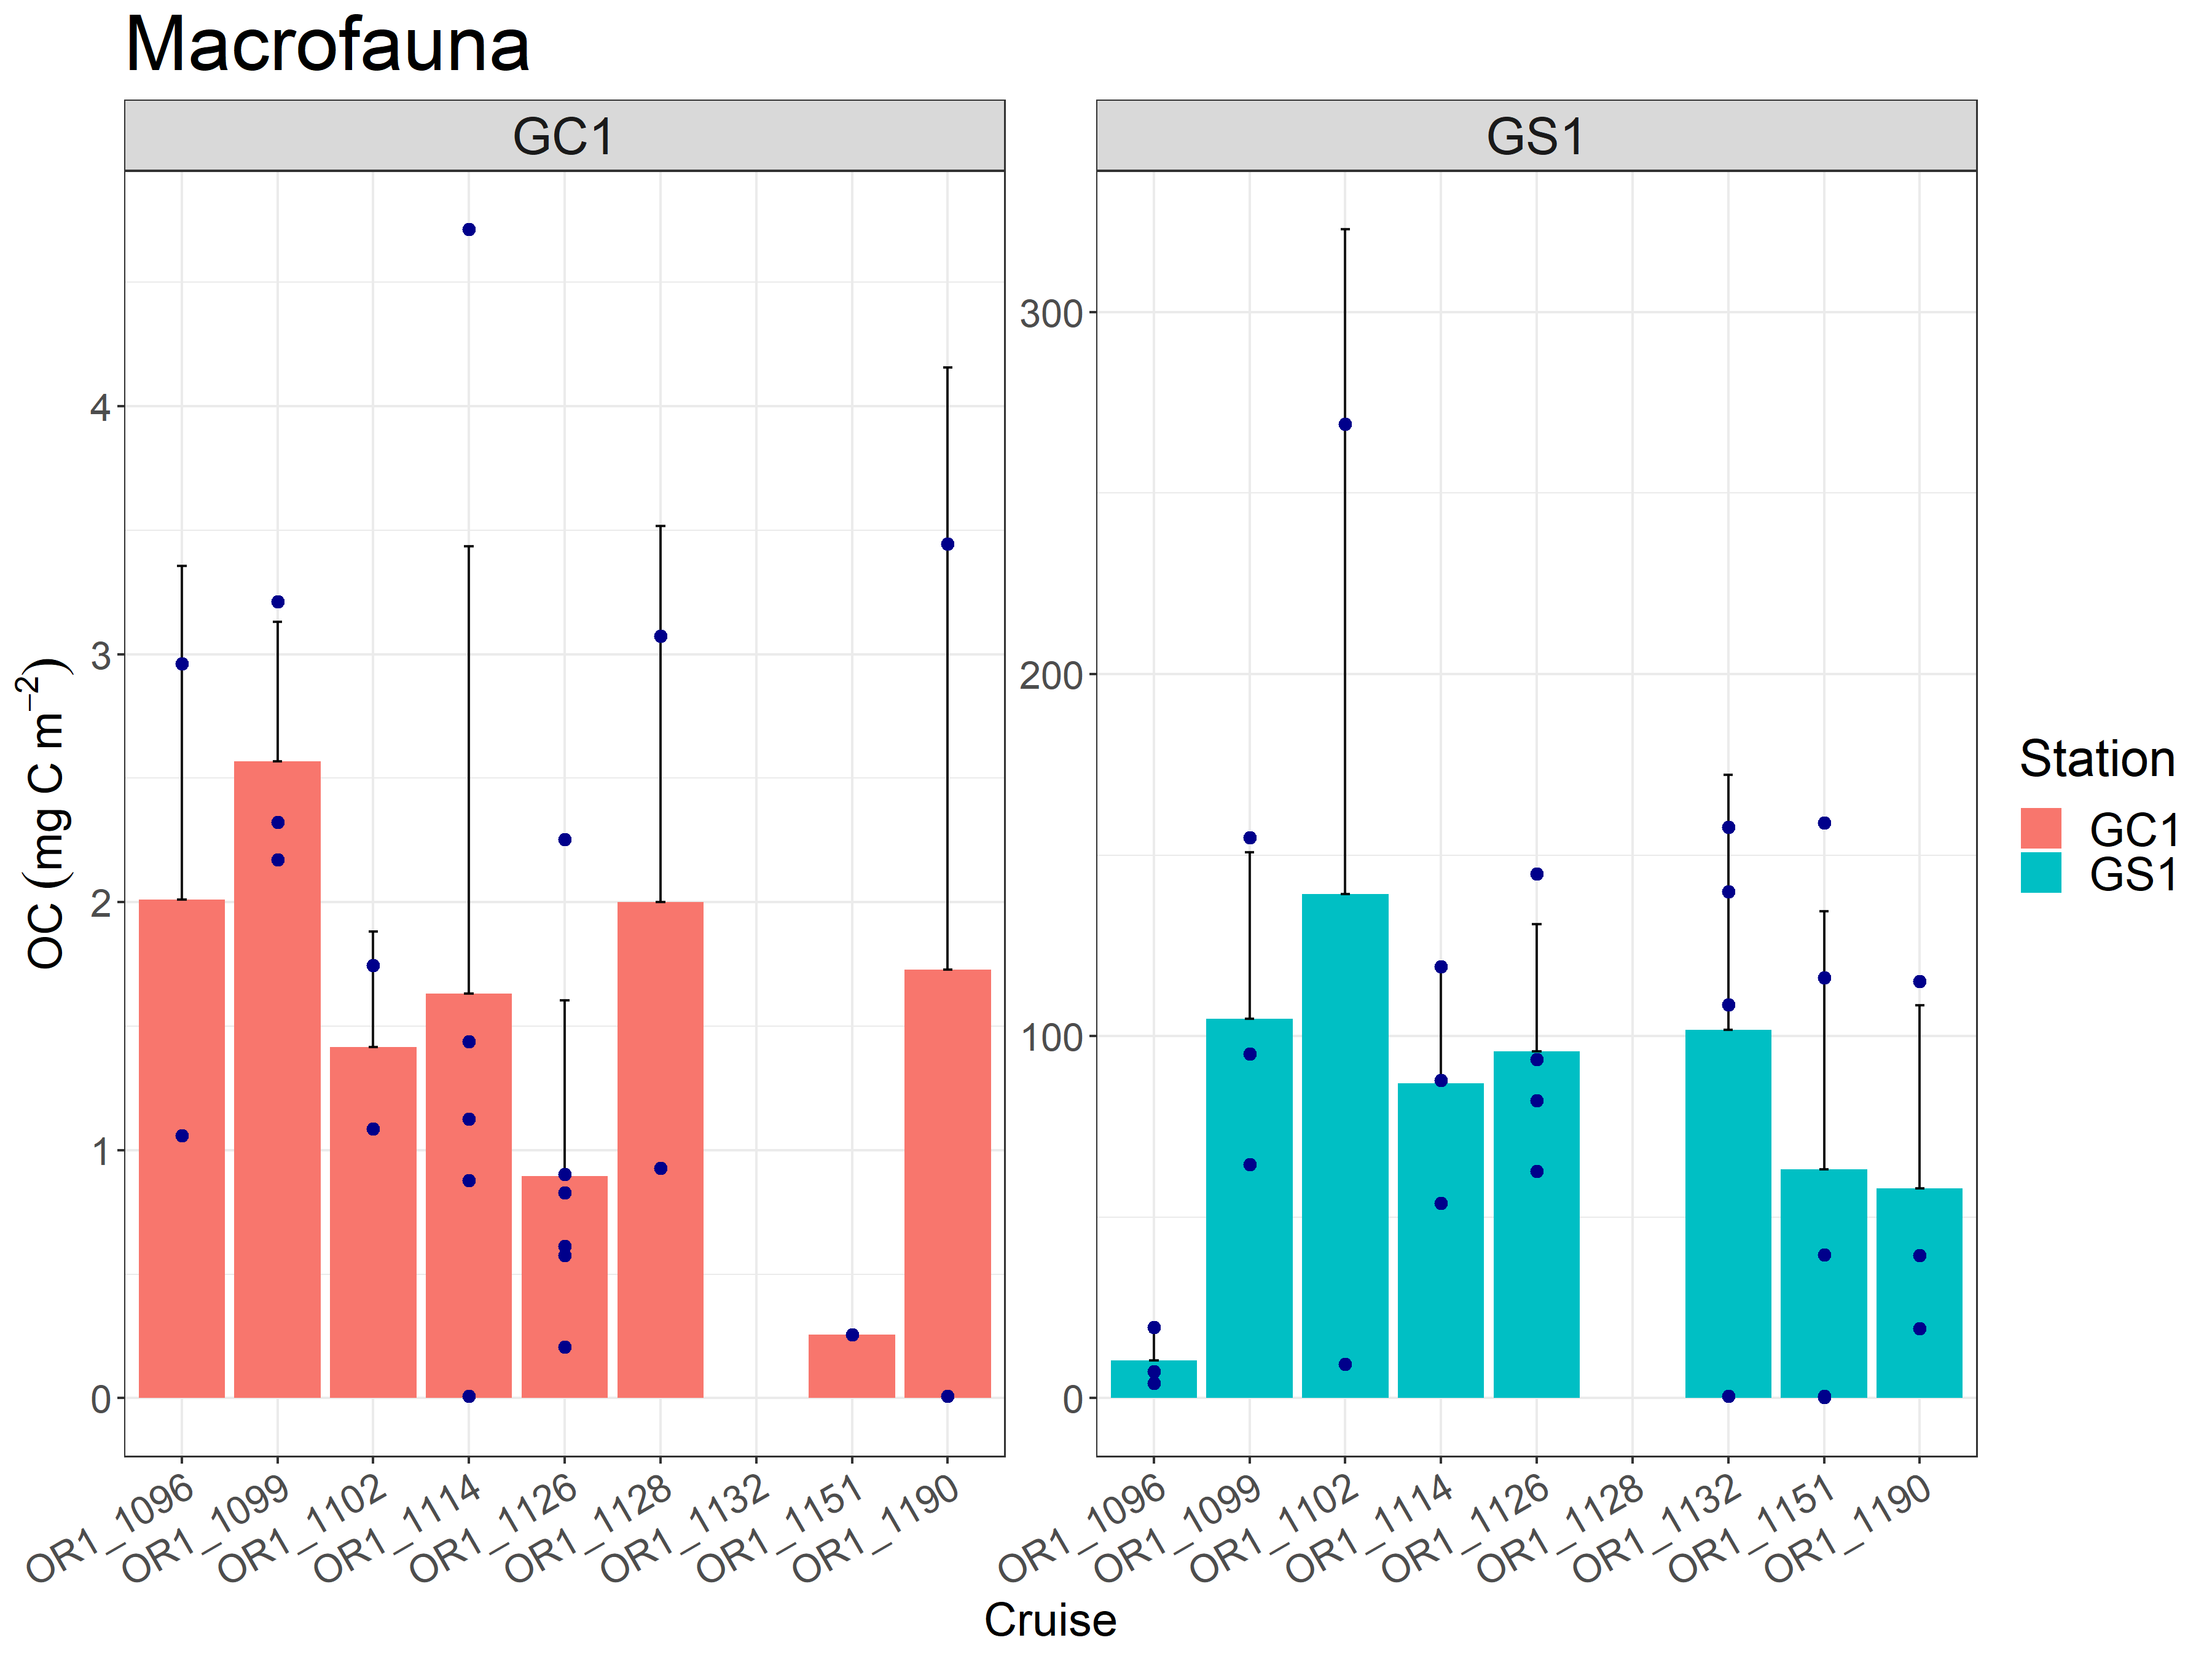 Macrofauna
GC1
GS1
OC (mg C m⁻²)
4
3
2
1
0
300
200
100
0
OR1_1096
OR1_1099
OR1_1102
OR1_1114
OR1_1126
OR1_1128
OR1_1132
OR1_1151
OR1_1190
OR1_1096
OR1_1099
OR1_1102
OR1_1114
OR1_1126
OR1_1128
OR1_1132
OR1_1151
OR1_1190
Cruise
Station
GC1
GS1